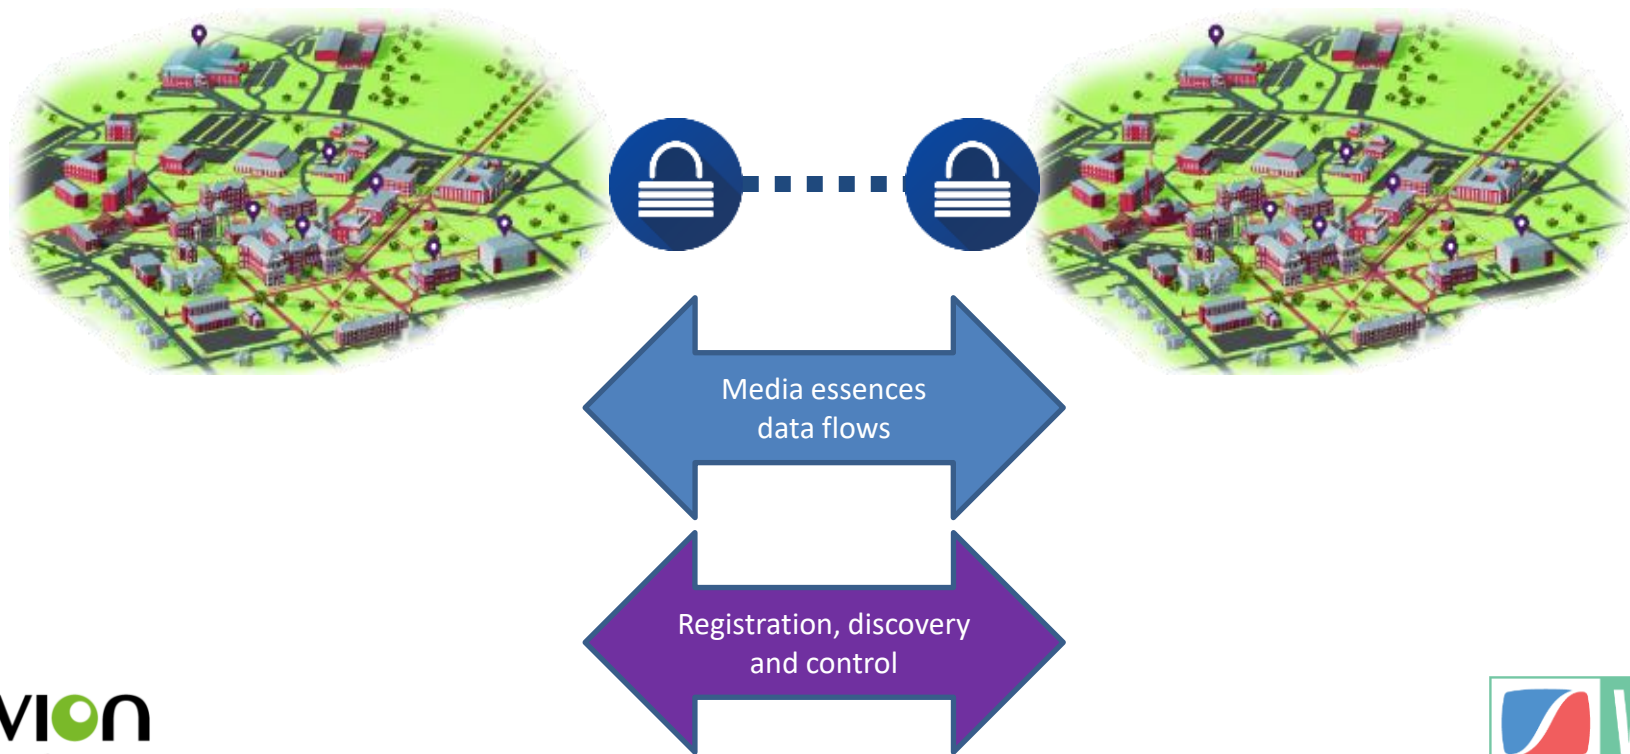 Media essences
data flows
Registration, discovery
and control
vion